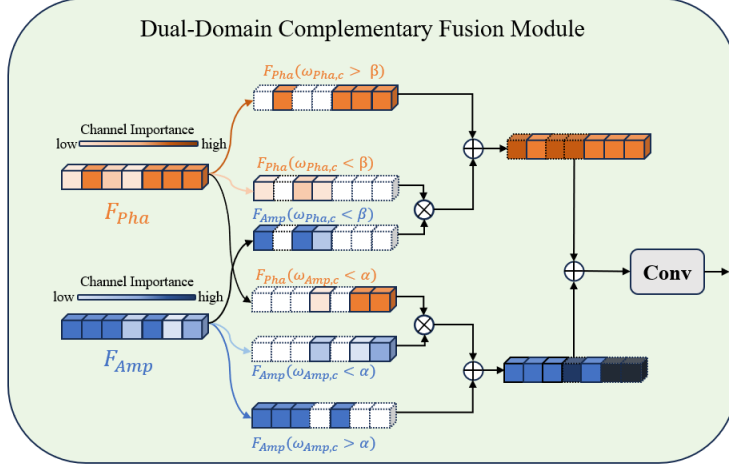 Dual-Domain Complementary Fusion Module
F_Pha(ω_Pha,c > β)
Channel Importance
low high
F_Pha
F_Pha(ω_Pha,c < β)
F_Amp(ω_Pha,c < β)
Channel Importance
low high
F_Amp
F_Pha(ω_Amp,c < α)
F_Amp(ω_Amp,c < α)
F_Amp(ω_Amp,c > α)
Conv